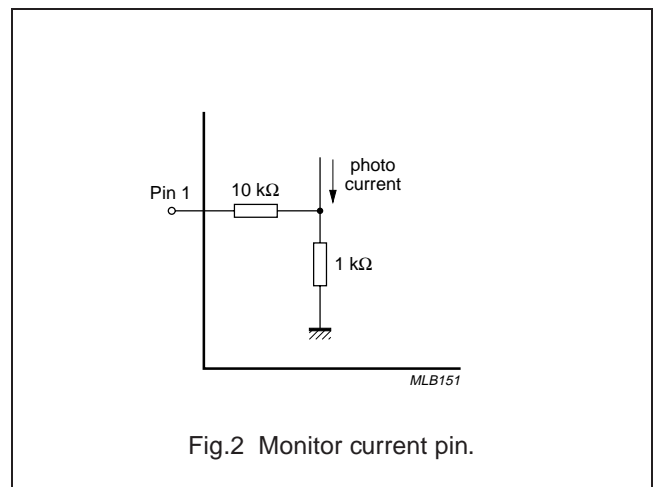 photo
current
Pin 1
10 kΩ
1 kΩ
MLB151
Fig.2 Monitor current pin.